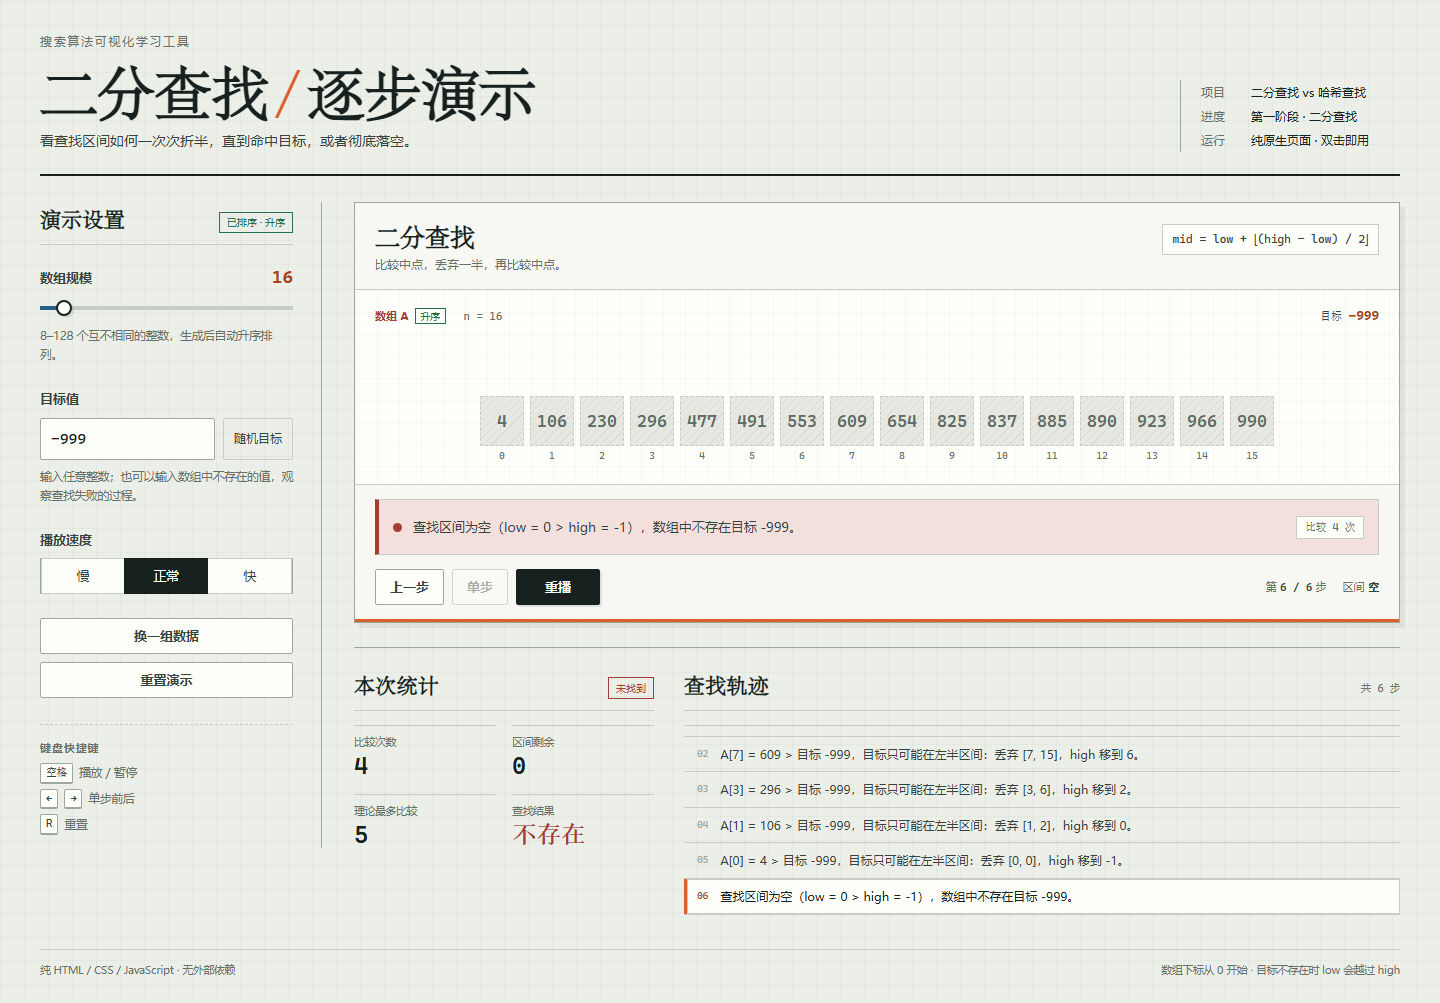 搜索算法可视化学习工具
二分查找/逐步演示
看查找区间如何一次次折半，直到命中目标，或者彻底落空。
项目 二分查找 vs 哈希查找
进度 第一阶段 · 二分查找
运行 纯原生页面 · 双击即用
演示设置 已排序 · 升序
数组规模 16
8–128 个互不相同的整数，生成后自动升序排
列。
目标值
−999 随机目标
输入任意整数；也可以输入数组中不存在的值，观
察查找失败的过程。
播放速度
慢 正常 快
换一组数据
重置演示
键盘快捷键
空格 播放 / 暂停
← → 单步前后
R 重置
二分查找
比较中点，丢弃一半，再比较中点。
mid = low + ⌊(high − low) / 2⌋
数组 A 升序 n = 16
目标 −999
4 106 230 296 477 491 553 609 654 825 837 885 890 923 966 990
0 1 2 3 4 5 6 7 8 9 10 11 12 13 14 15
查找区间为空（low = 0 > high = -1），数组中不存在目标 -999。
比较 4 次
上一步 单步 重播
第 6 / 6 步 区间 空
本次统计 未找到
比较次数 区间剩余
4 0
理论最多比较 查找结果
5 不存在
查找轨迹 共 6 步
02 A[7] = 609 > 目标 -999，目标只可能在左半区间：丢弃 [7, 15]，high 移到 6。
03 A[3] = 296 > 目标 -999，目标只可能在左半区间：丢弃 [3, 6]，high 移到 2。
04 A[1] = 106 > 目标 -999，目标只可能在左半区间：丢弃 [1, 2]，high 移到 0。
05 A[0] = 4 > 目标 -999，目标只可能在左半区间：丢弃 [0, 0]，high 移到 -1。
06 查找区间为空（low = 0 > high = -1），数组中不存在目标 -999。
纯 HTML / CSS / JavaScript · 无外部依赖
数组下标从 0 开始 · 目标不存在时 low 会越过 high